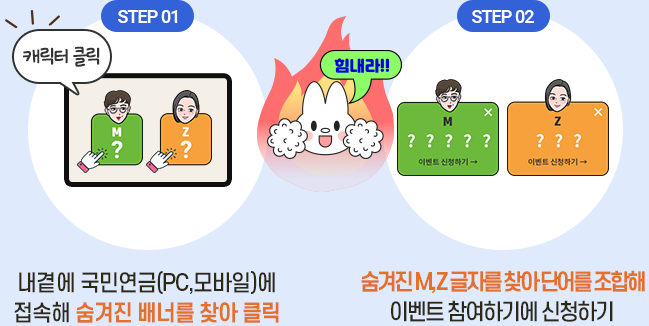 STEP 01
캐릭터 클릭
M
?
Z
?
내곁에 국민연금(PC,모바일)에
접속해 숨겨진 배너를 찾아 클릭
힘내라!!
STEP 02
M
? ? ? ? ?
이벤트 신청하기 →
Z
? ? ?
이벤트 신청하기 →
숨겨진 M,Z 글자를 찾아 단어를 조합해
이벤트 참여하기에 신청하기